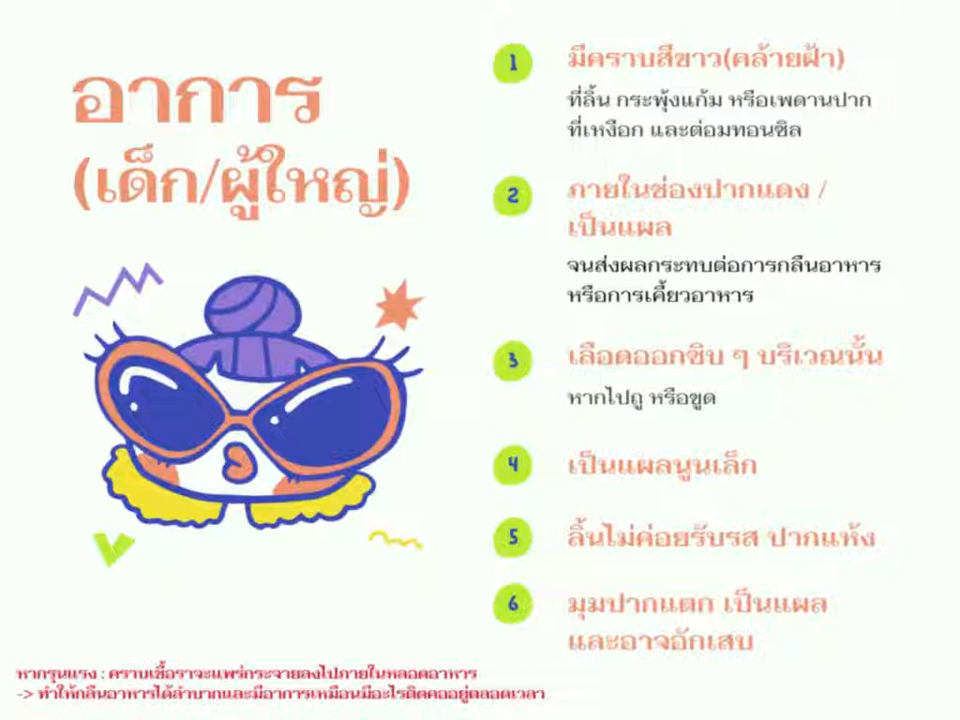 อาการ
(เด็ก/ผู้ใหญ่)
1
มีคราบสีขาว(คล้ายฝ้า)
ที่ลิ้น กระพุ้งแก้ม หรือเพดานปาก
ที่เหงือก และต่อมทอนซิล
2
ภายในช่องปากแดง /
เป็นแผล
จนส่งผลกระทบต่อการกลืนอาหาร
หรือการเคี้ยวอาหาร
3
เลือดออกซิบ ๆ บริเวณนั้น
หากไปถู หรือขูด
4
เป็นแผลนูนเล็ก
5
ลิ้นไม่ค่อยรับรส ปากแห้ง
6
มุมปากแตก เป็นแผล
และอาจอักเสบ
หากรุนแรง : คราบเชื้อราจะแพร่กระจายลงไปภายในหลอดอาหาร
-> ทำให้กลืนอาหารได้ลำบากและมีอาการเหมือนมีอะไรติดคออยู่ตลอดเวลา